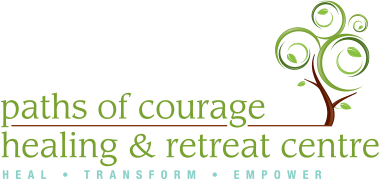 paths of courage
healing & retreat centre
HEAL • TRANSFORM • EMPOWER